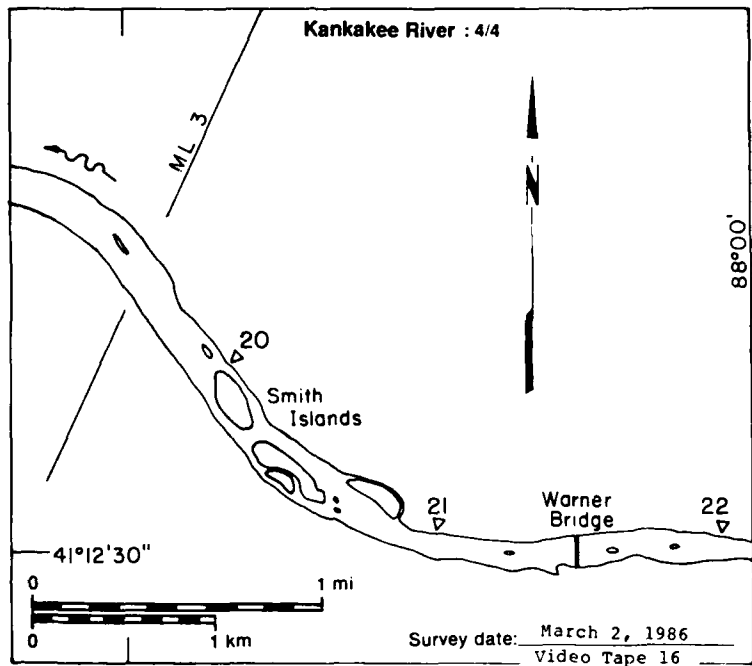 Kankakee River : 4/4
ML 3
N
88°00'
20
Smith
Islands
21
Warner
Bridge
22
41°12'30"
0 1 mi
0 1 km
Survey date: March 2, 1986
Video Tape 16